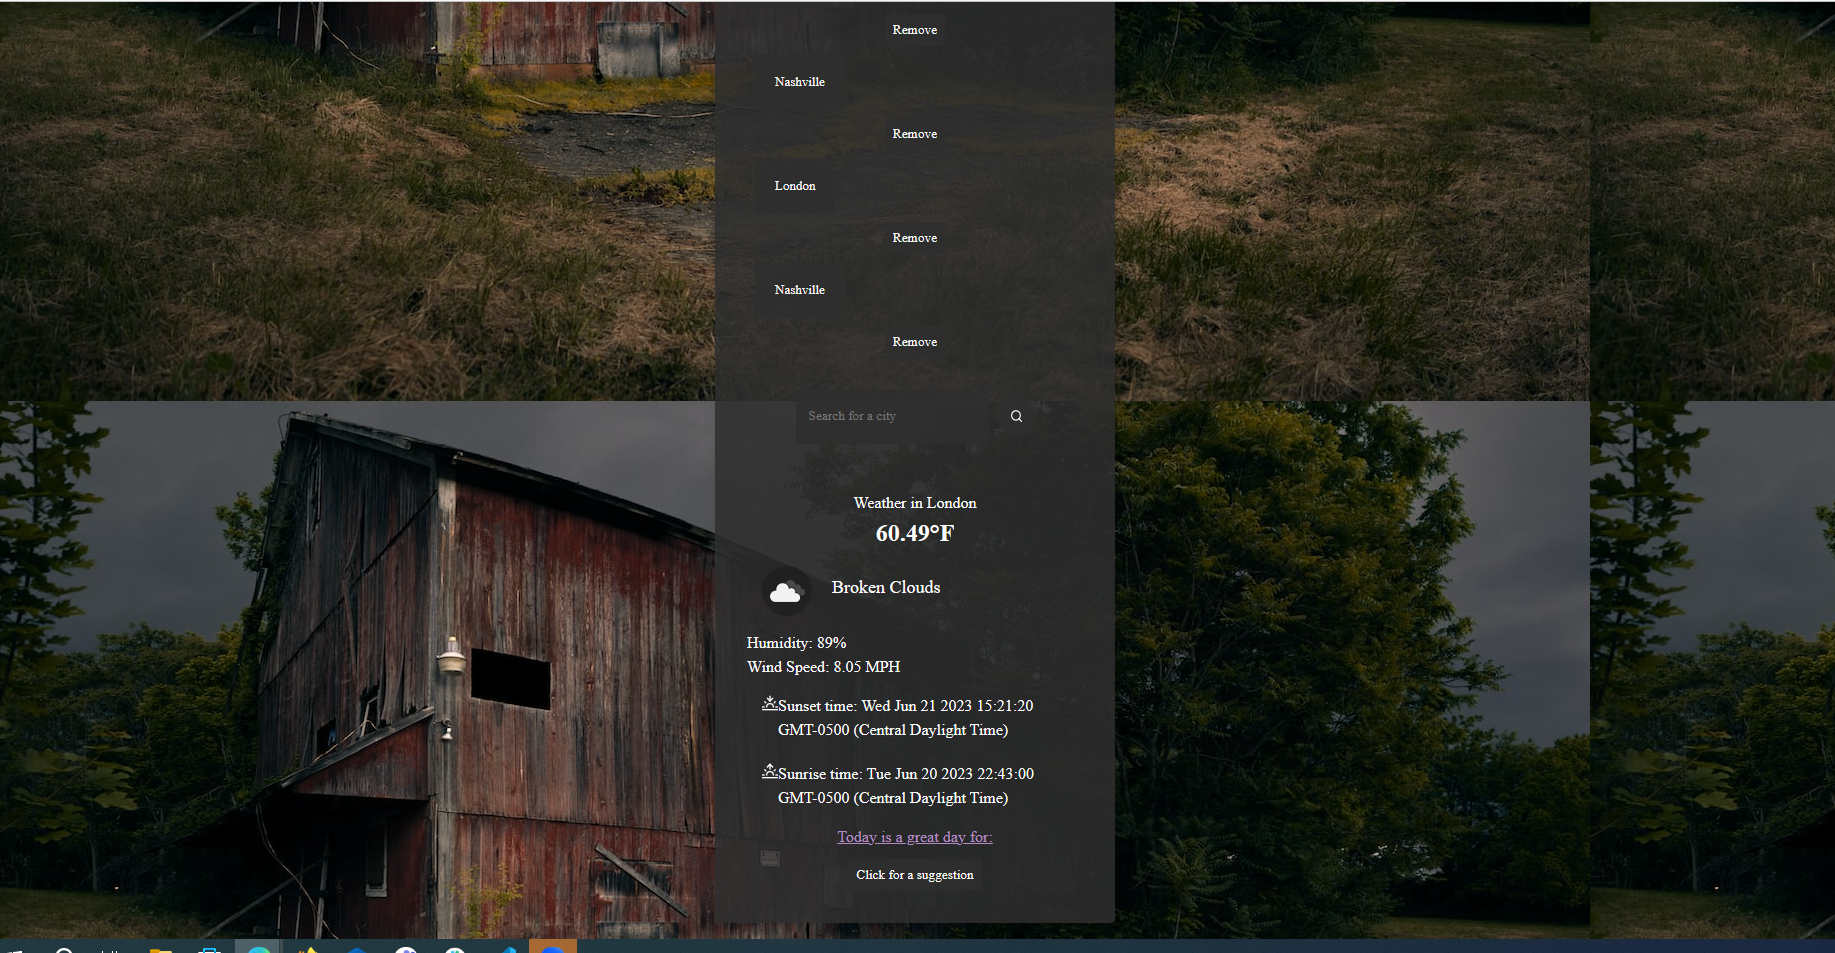 Remove
Nashville
Remove
London
Remove
Nashville
Remove
Search for a city
Weather in London
60.49°F
Broken Clouds
Humidity: 89%
Wind Speed: 8.05 MPH
Sunset time: Wed Jun 21 2023 15:21:20
GMT-0500 (Central Daylight Time)
Sunrise time: Tue Jun 20 2023 22:43:00
GMT-0500 (Central Daylight Time)
Today is a great day for:
Click for a suggestion